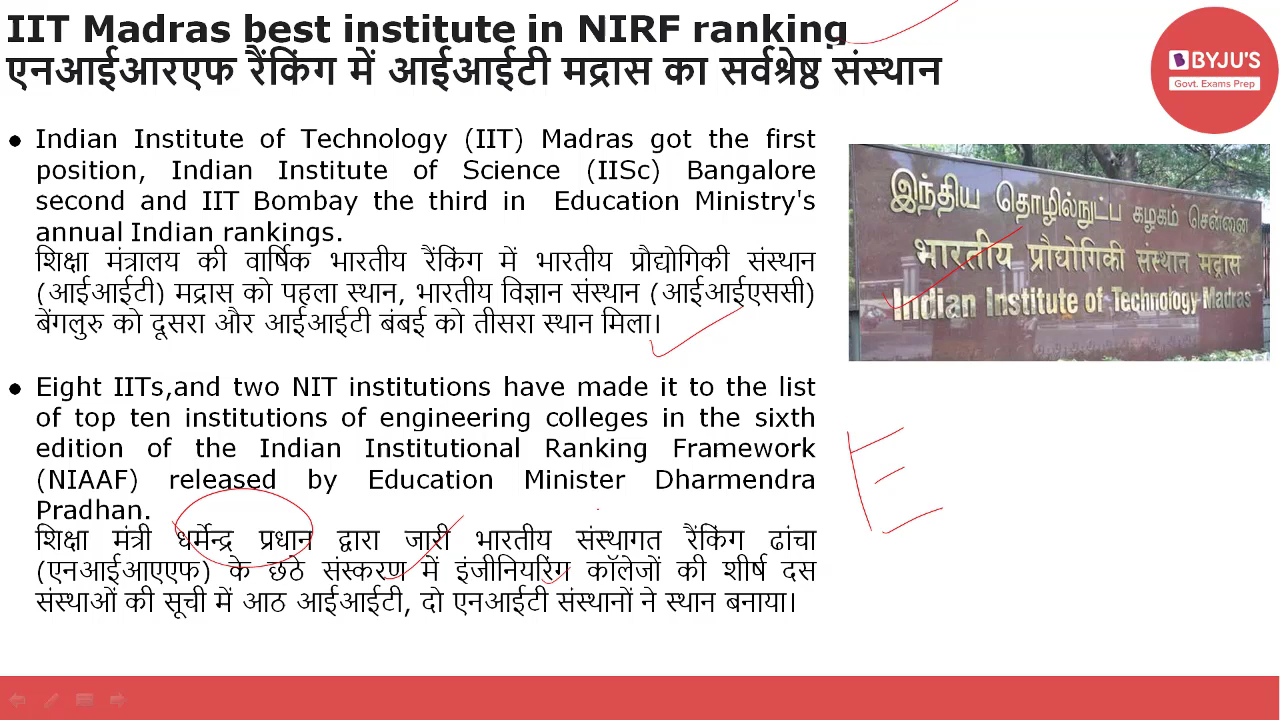 IIT Madras best institute in NIRF ranking
एनआईआरएफ रैंकिंग में आईआईटी मद्रास का सर्वश्रेष्ठ संस्थान
BYJU'S
Govt. Exams Prep
• Indian Institute of Technology (IIT) Madras got the first
position, Indian Institute of Science (IISc) Bangalore
second and IIT Bombay the third in Education Ministry's
annual Indian rankings.
शिक्षा मंत्रालय की वार्षिक भारतीय रैंकिंग में भारतीय प्रौद्योगिकी संस्थान
(आईआईटी) मद्रास को पहला स्थान, भारतीय विज्ञान संस्थान (आईआईएससी)
बेंगलुरु को दूसरा और आईआईटी बंबई को तीसरा स्थान मिला।
• Eight IITs,and two NIT institutions have made it to the list
of top ten institutions of engineering colleges in the sixth
edition of the Indian Institutional Ranking Framework
(NIAAF) released by Education Minister Dharmendra
Pradhan.
शिक्षा मंत्री धर्मेन्द्र प्रधान द्वारा जारी भारतीय संस्थागत रैंकिंग ढांचा
(एनआईआएएफ) के छठे संस्करण में इंजीनियरिंग कॉलेजों की शीर्ष दस
संस्थाओं की सूची में आठ आईआईटी, दो एनआईटी संस्थानों ने स्थान बनाया।
இந்திய தொழில்நுட்ப கழகம் சென்னை
भारतीय प्रौद्योगिकी संस्थान मद्रास
Indian Institute of Technology Madras
E